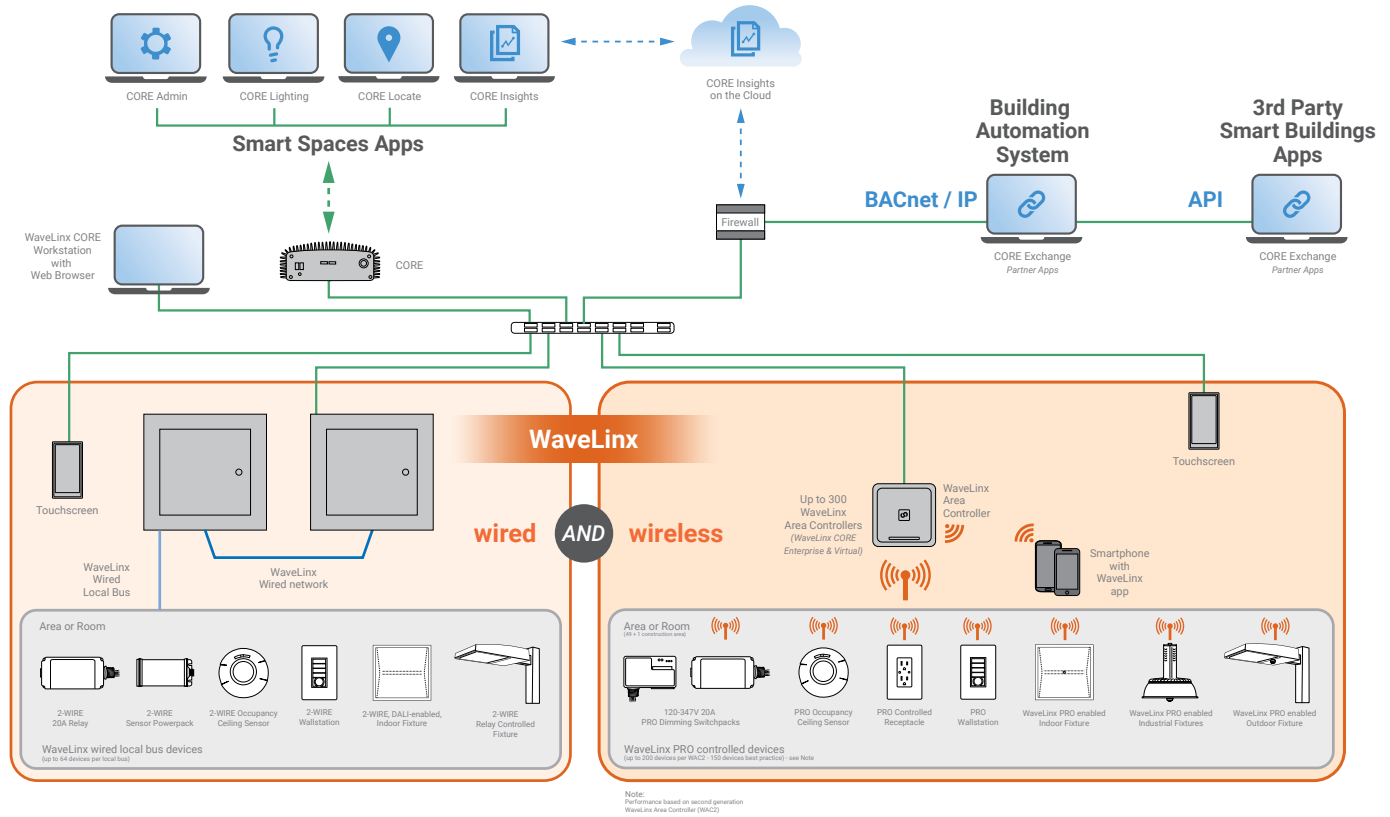 CORE Admin
CORE Lighting
CORE Locate
CORE Insights
CORE Insights
on the Cloud
Smart Spaces Apps
Building
Automation
System
3rd Party
Smart Buildings
Apps
BACnet / IP
API
Firewall
CORE Exchange
Partner Apps
CORE Exchange
Partner Apps
WaveLinx CORE
Workstation
with
Web Browser
CORE
WaveLinx
wired
AND
wireless
Touchscreen
WaveLinx
Wired
Local Bus
WaveLinx
Wired network
Area or Room
2-WIRE
20A Relay
2-WIRE
Sensor Powerpack
2-WIRE Occupancy
Ceiling Sensor
2-WIRE
Wallstation
2-WIRE, DALI-enabled,
Indoor Fixture
2-WIRE
Relay Controlled
Fixture
WaveLinx wired local bus devices
(up to 64 devices per local bus)
Touchscreen
Up to 300
WaveLinx
Area Controllers
(WaveLinx CORE
Enterprise & Virtual)
WaveLinx
Area
Controller
Smartphone
with
WaveLinx
app
Area or Room
(49 + 1 construction area)
120-347V 20A
PRO Dimming Switchpacks
PRO Occupancy
Ceiling Sensor
PRO Controlled
Receptacle
PRO
Wallstation
WaveLinx PRO enabled
Indoor Fixture
WaveLinx PRO enabled
Industrial Fixtures
WaveLinx PRO enabled
Outdoor Fixture
WaveLinx PRO controlled devices
(up to 200 devices per WAC2 - 150 devices best practice) - see Note
Note:
Performance based on second generation
WaveLinx Area Controller (WAC2)